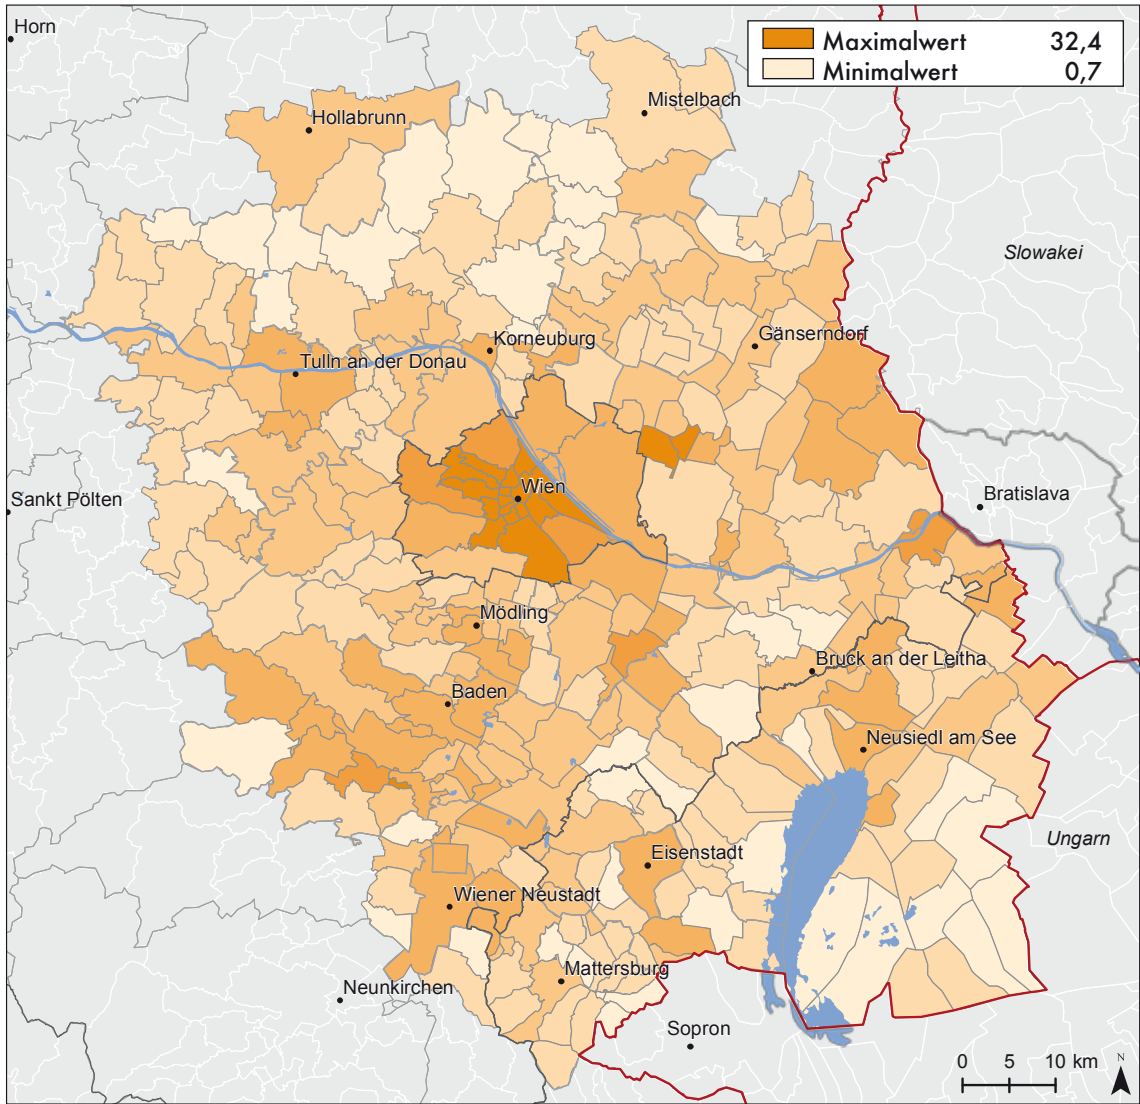 Horn
Maximalwert 32,4
Minimalwert 0,7
Mistelbach
Hollabrunn
Slowakei
Gänserndorf
Korneuburg
Tulln an der Donau
Wien
Bratislava
Sankt Pölten
Mödling
Bruck an der Leitha
Baden
Neusiedl am See
Ungarn
Eisenstadt
Wiener Neustadt
Mattersburg
Neunkirchen
Sopron
0 5 10 km
N